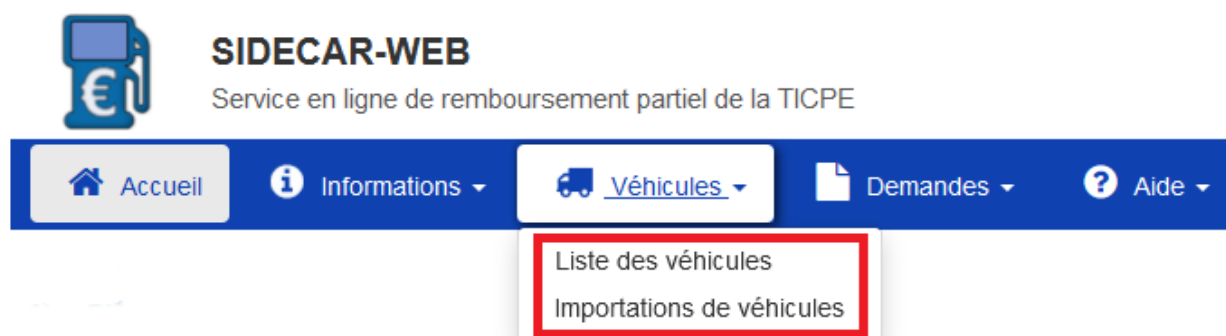 SIDECAR-WEB
Service en ligne de remboursement partiel de la TICPE
Accueil
Informations
Véhicules
Demandes
Aide
Liste des véhicules
Importations de véhicules